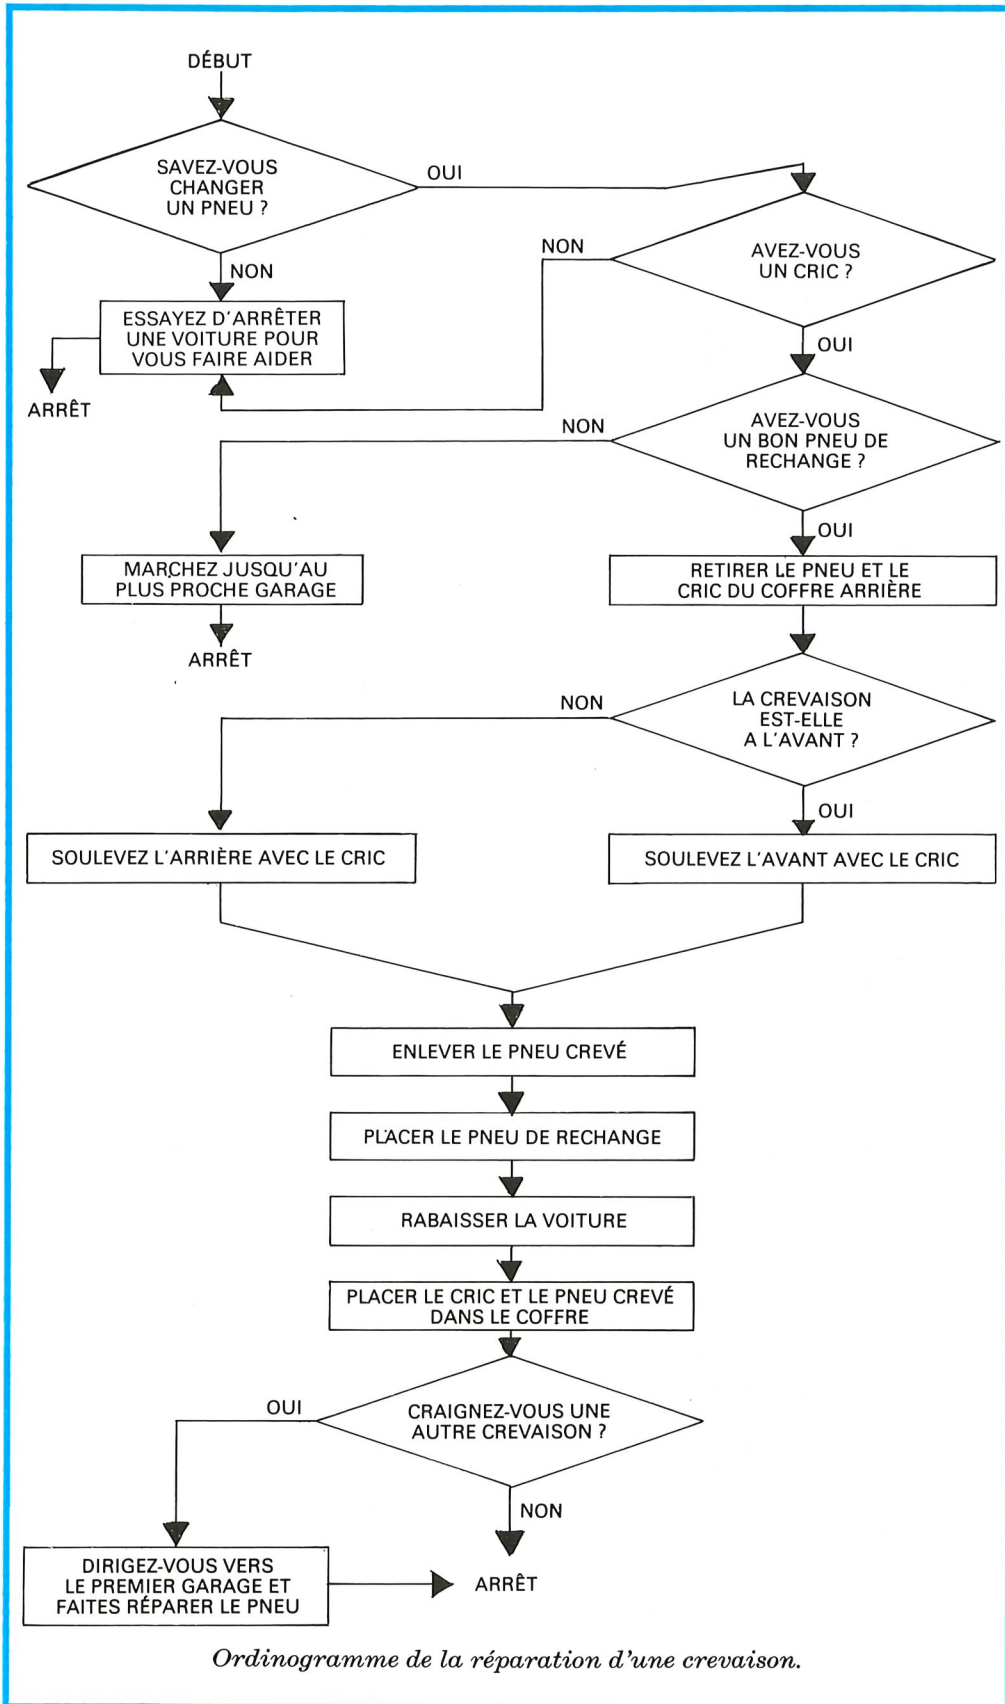 DÉBUT
SAVEZ-VOUS
CHANGER
UN PNEU ?
OUI
NON
AVEZ-VOUS
UN CRIC ?
NON
ESSAYEZ D'ARRÊTER
UNE VOITURE POUR
VOUS FAIRE AIDER
ARRÊT
OUI
AVEZ-VOUS
UN BON PNEU DE
RECHANGE ?
NON
OUI
MARCHEZ JUSQU'AU
PLUS PROCHE GARAGE
ARRÊT
RETIRER LE PNEU ET LE
CRIC DU COFFRE ARRIÈRE
LA CREVAISON
EST-ELLE
A L'AVANT ?
NON
OUI
SOULEVEZ L'ARRIÈRE AVEC LE CRIC
SOULEVEZ L'AVANT AVEC LE CRIC
ENLEVER LE PNEU CREVÉ
PLACER LE PNEU DE RECHANGE
RABAISSER LA VOITURE
PLACER LE CRIC ET LE PNEU CREVÉ
DANS LE COFFRE
CRAIGNEZ-VOUS UNE
AUTRE CREVAISON ?
OUI
NON
DIRIGEZ-VOUS VERS
LE PREMIER GARAGE ET
FAITES RÉPARER LE PNEU
ARRÊT
Ordinogramme de la réparation d'une crevaison.